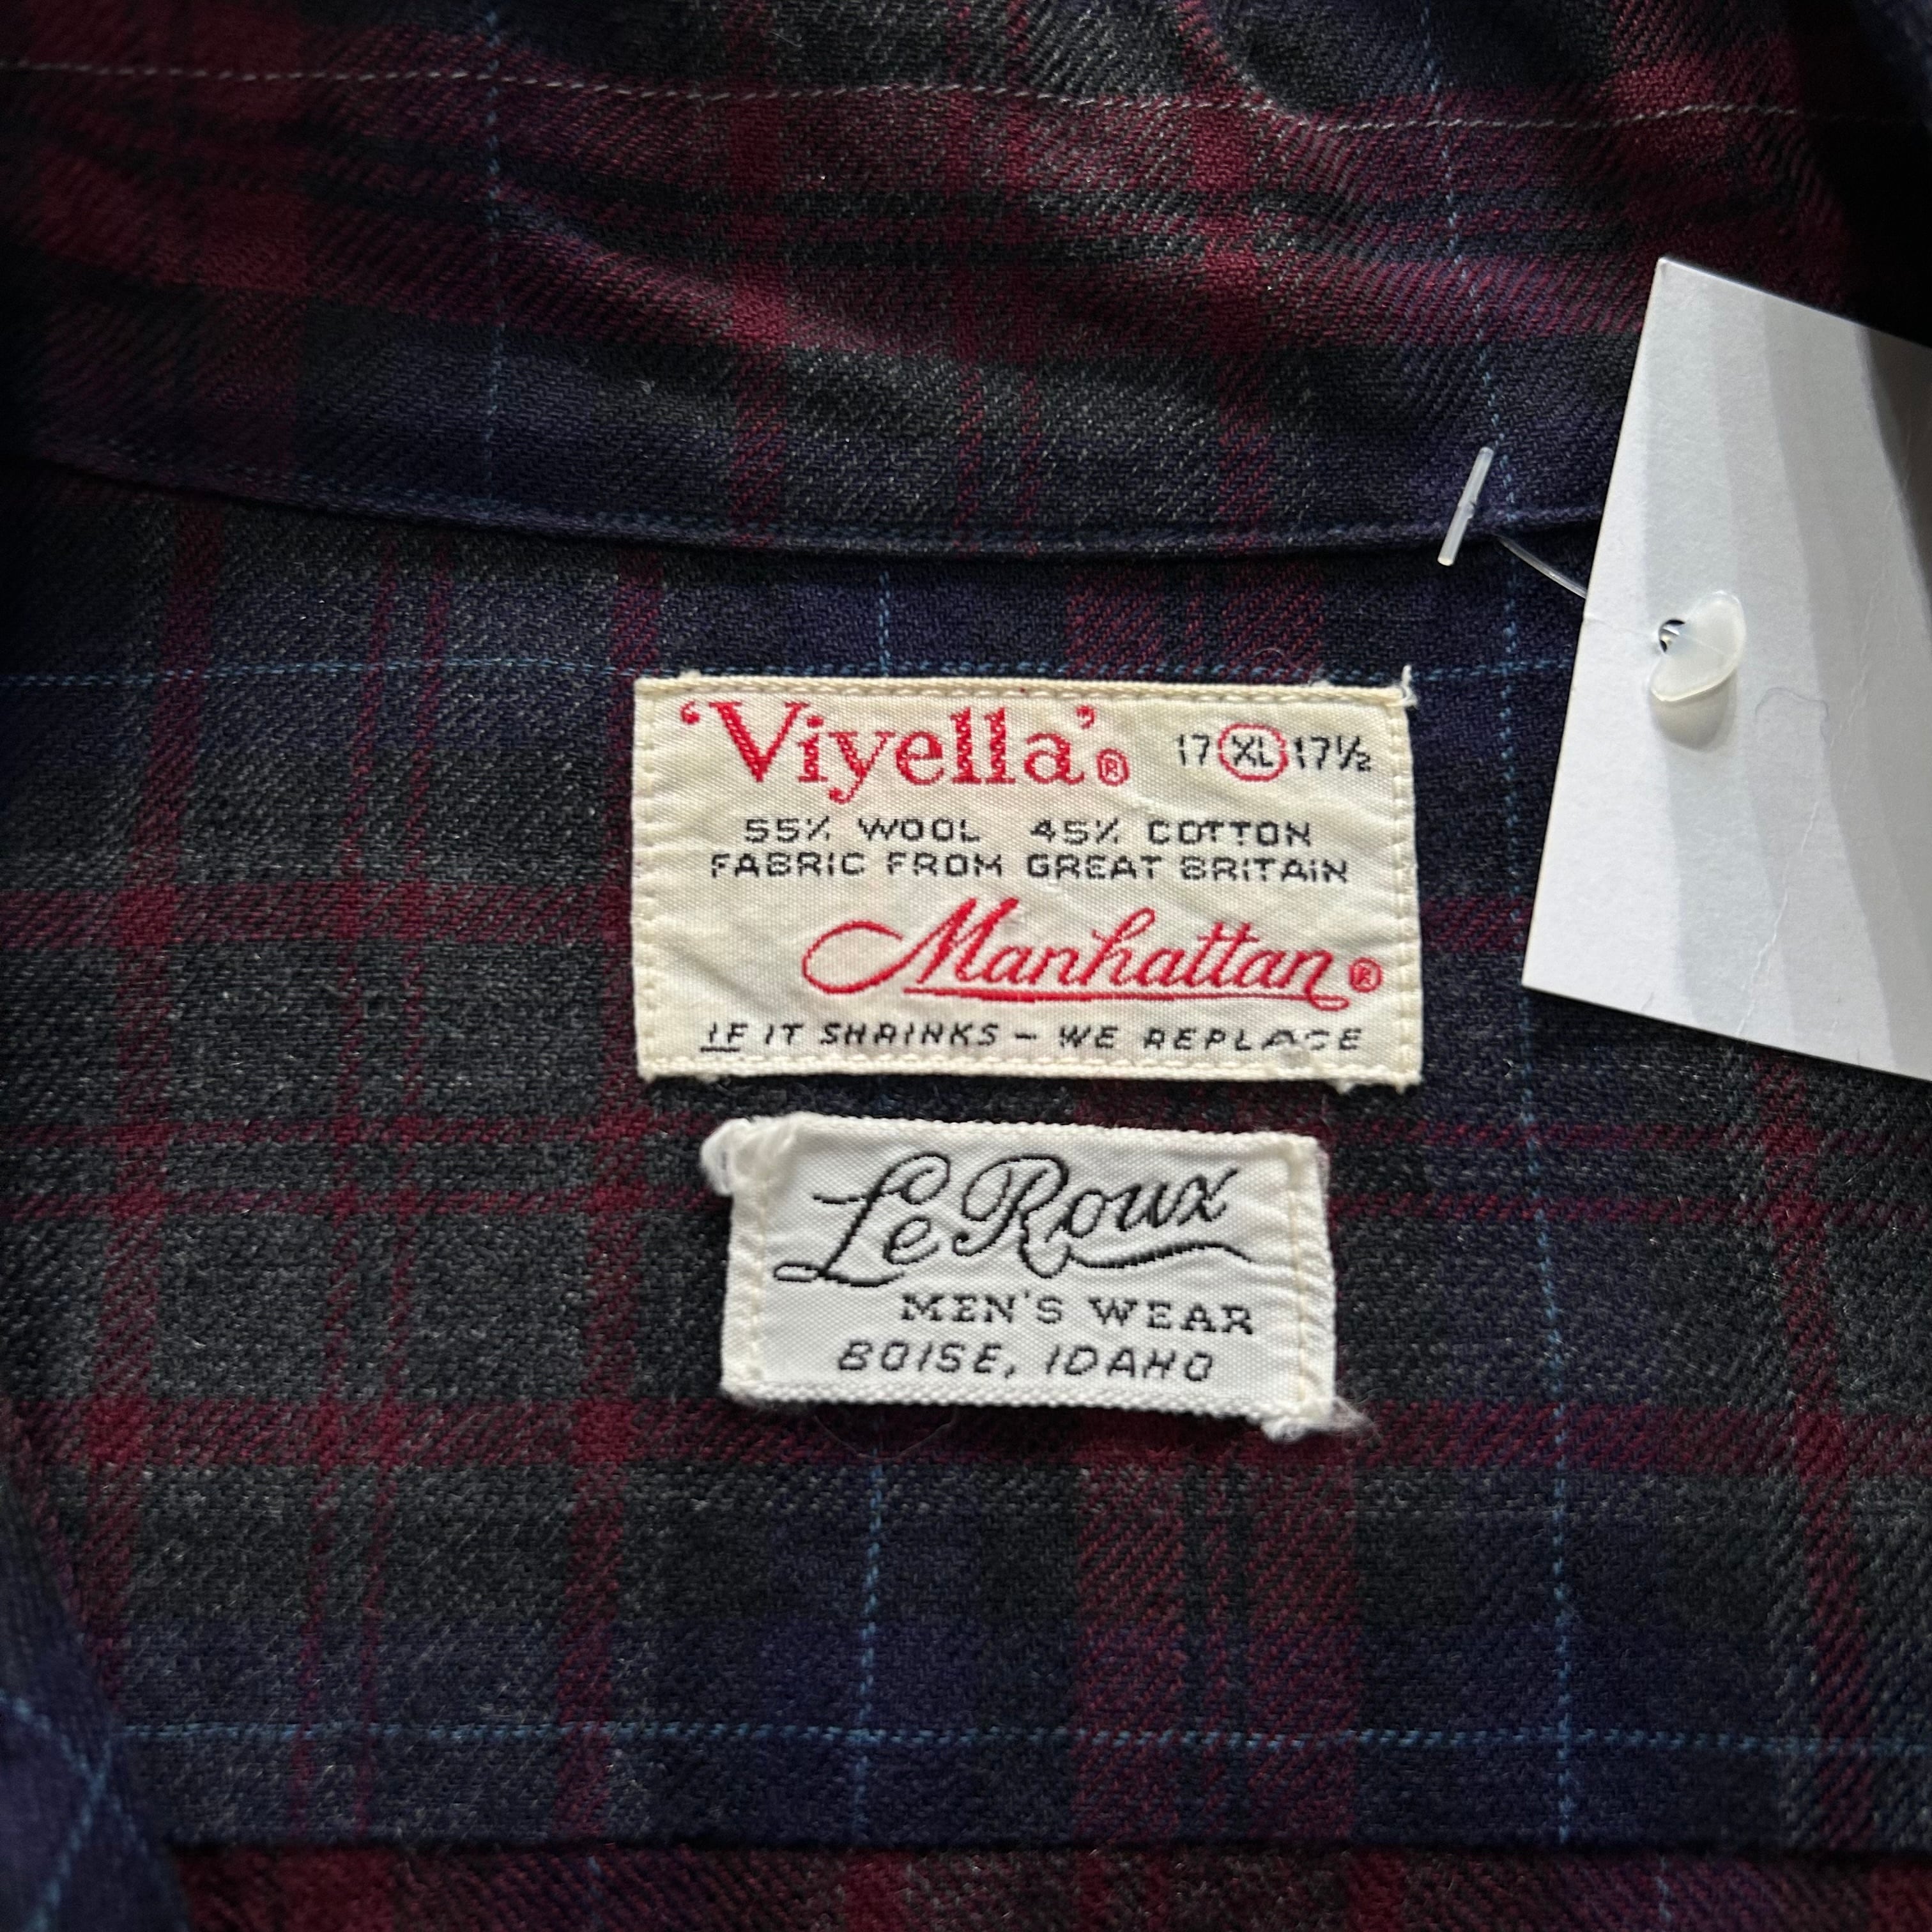 'Viyella'® 17 XL 17½
55% WOOL 45% COTTON
FABRIC FROM GREAT BRITAIN
Manhattan®
IF IT SHRINKS – WE REPLACE
LeRoux
MEN'S WEAR
BOISE, IDAHO